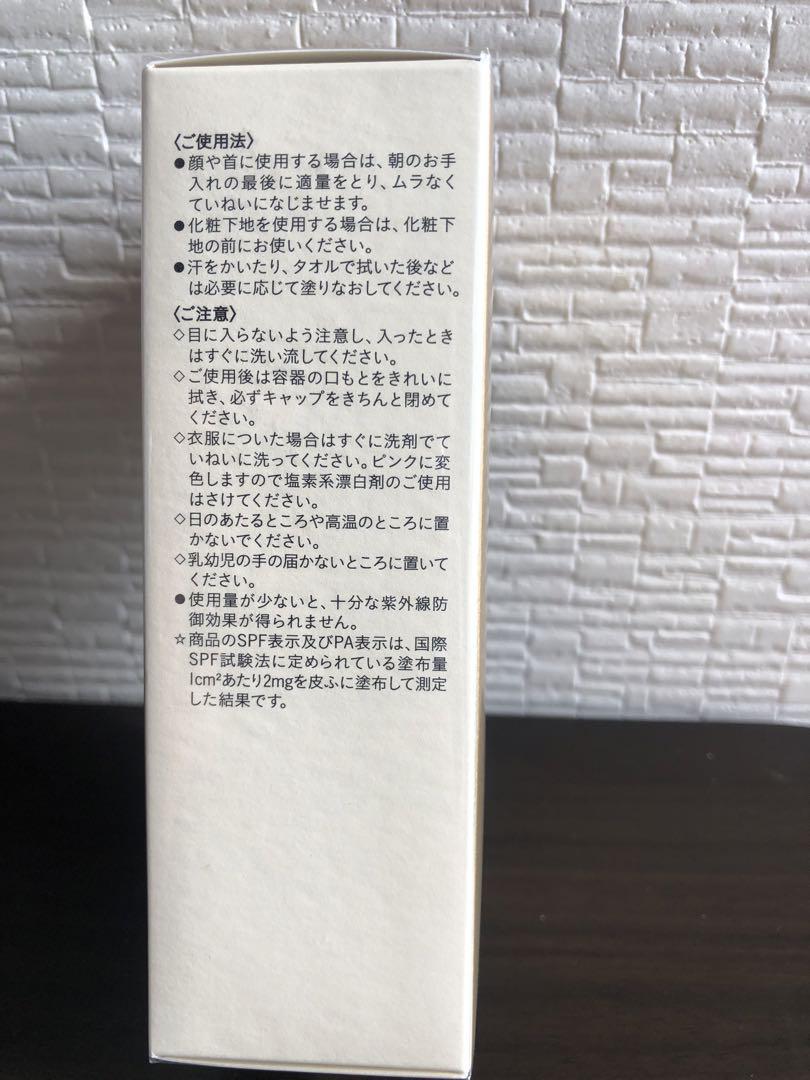 〈ご使用法〉
●顔や首に使用する場合は、朝のお手
入れの最後に適量をとり、ムラなく
ていねいになじませます。
●化粧下地を使用する場合は、化粧下
地の前にお使いください。
●汗をかいたり、タオルで拭いた後など
は必要に応じて塗りなおしてください。
〈ご注意〉
◇目に入らないよう注意し、入ったとき
はすぐに洗い流してください。
◇ご使用後は容器の口もとをきれいに
拭き、必ずキャップをきちんと閉めて
ください。
◇衣服についた場合はすぐに洗剤でて
いねいに洗ってください。ピンクに変
色しますので塩素系漂白剤のご使用
はさけてください。
◇日のあたるところや高温のところに置
かないでください。
◇乳幼児の手の届かないところに置いて
ください。
●使用量が少ないと、十分な紫外線防
御効果が得られません。
☆商品のSPF表示及びPA表示は、国際
SPF試験法に定められている塗布量
1cm²あたり2mgを皮ふに塗布して測定
した結果です。